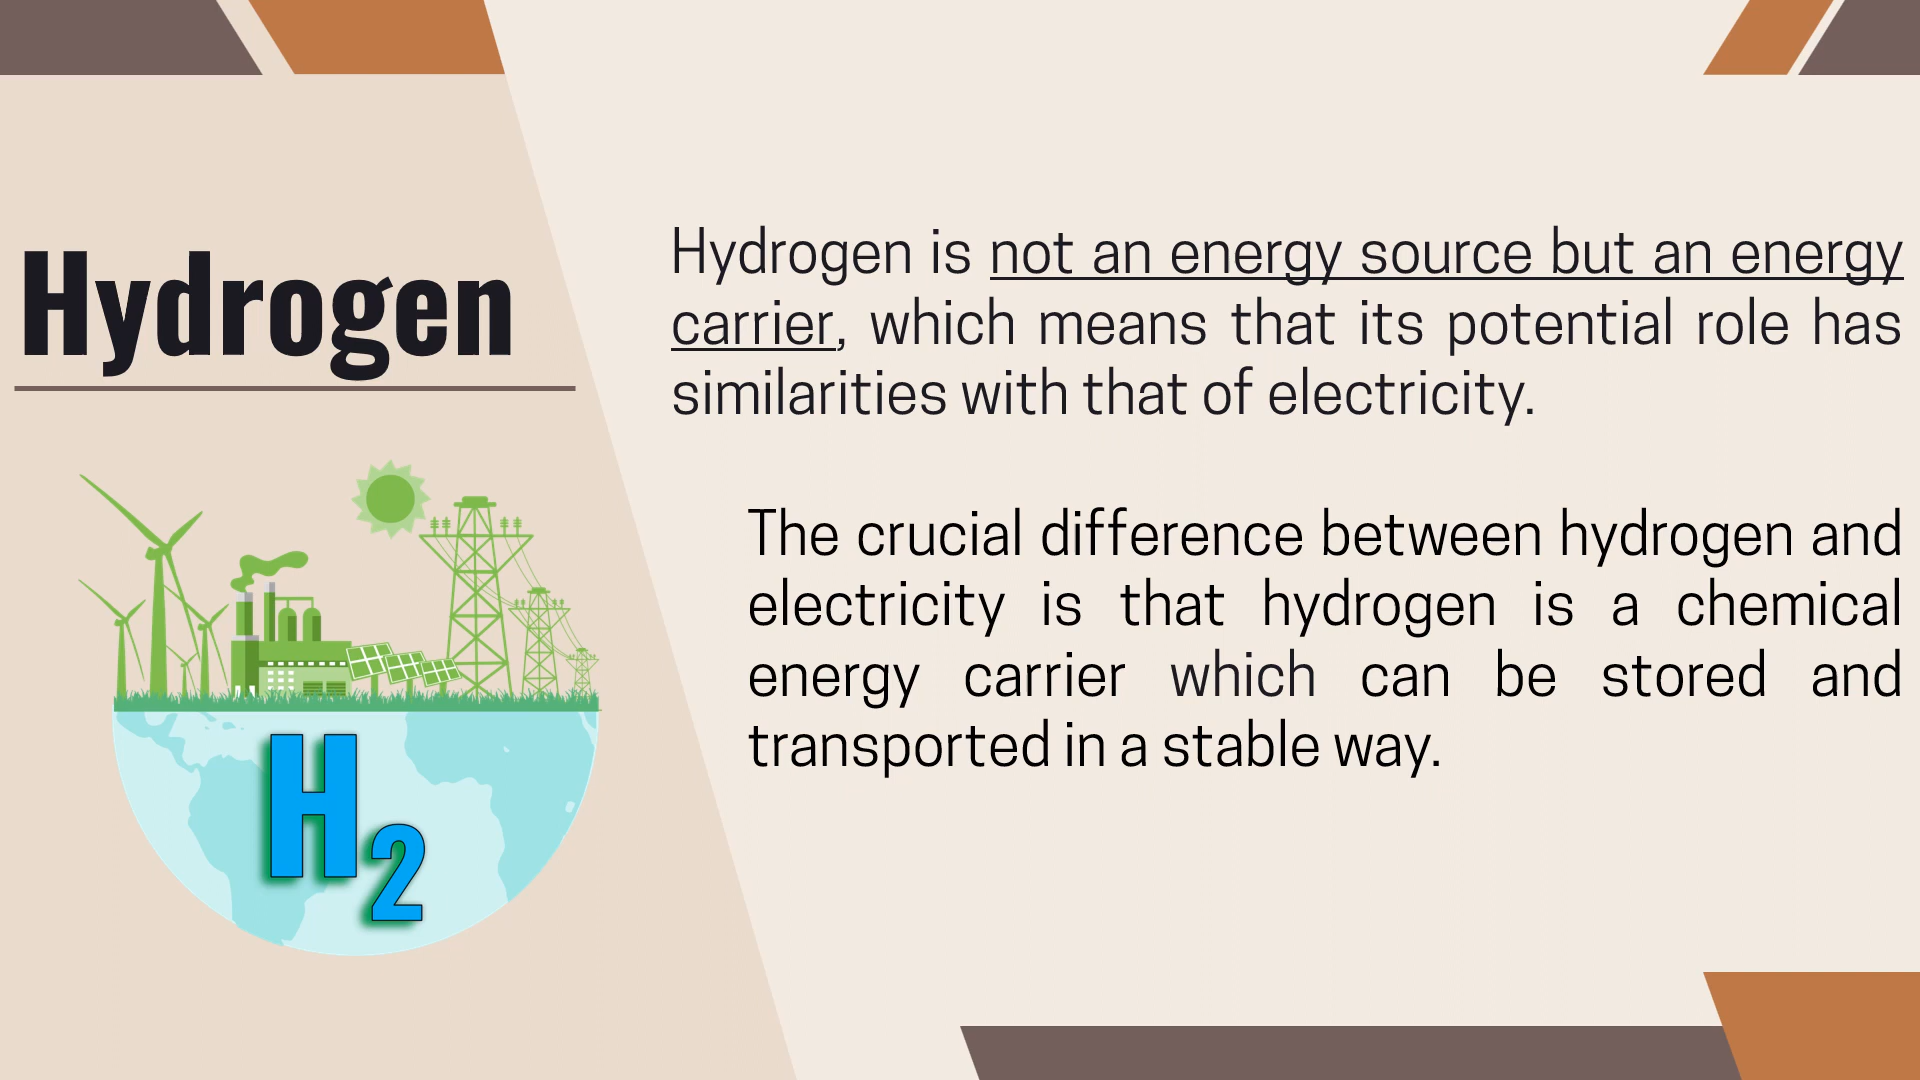 Hydrogen
Hydrogen is not an energy source but an energy
carrier, which means that its potential role has
similarities with that of electricity.
The crucial difference between hydrogen and
electricity is that hydrogen is a chemical
energy carrier which can be stored and
transported in a stable way.
H2